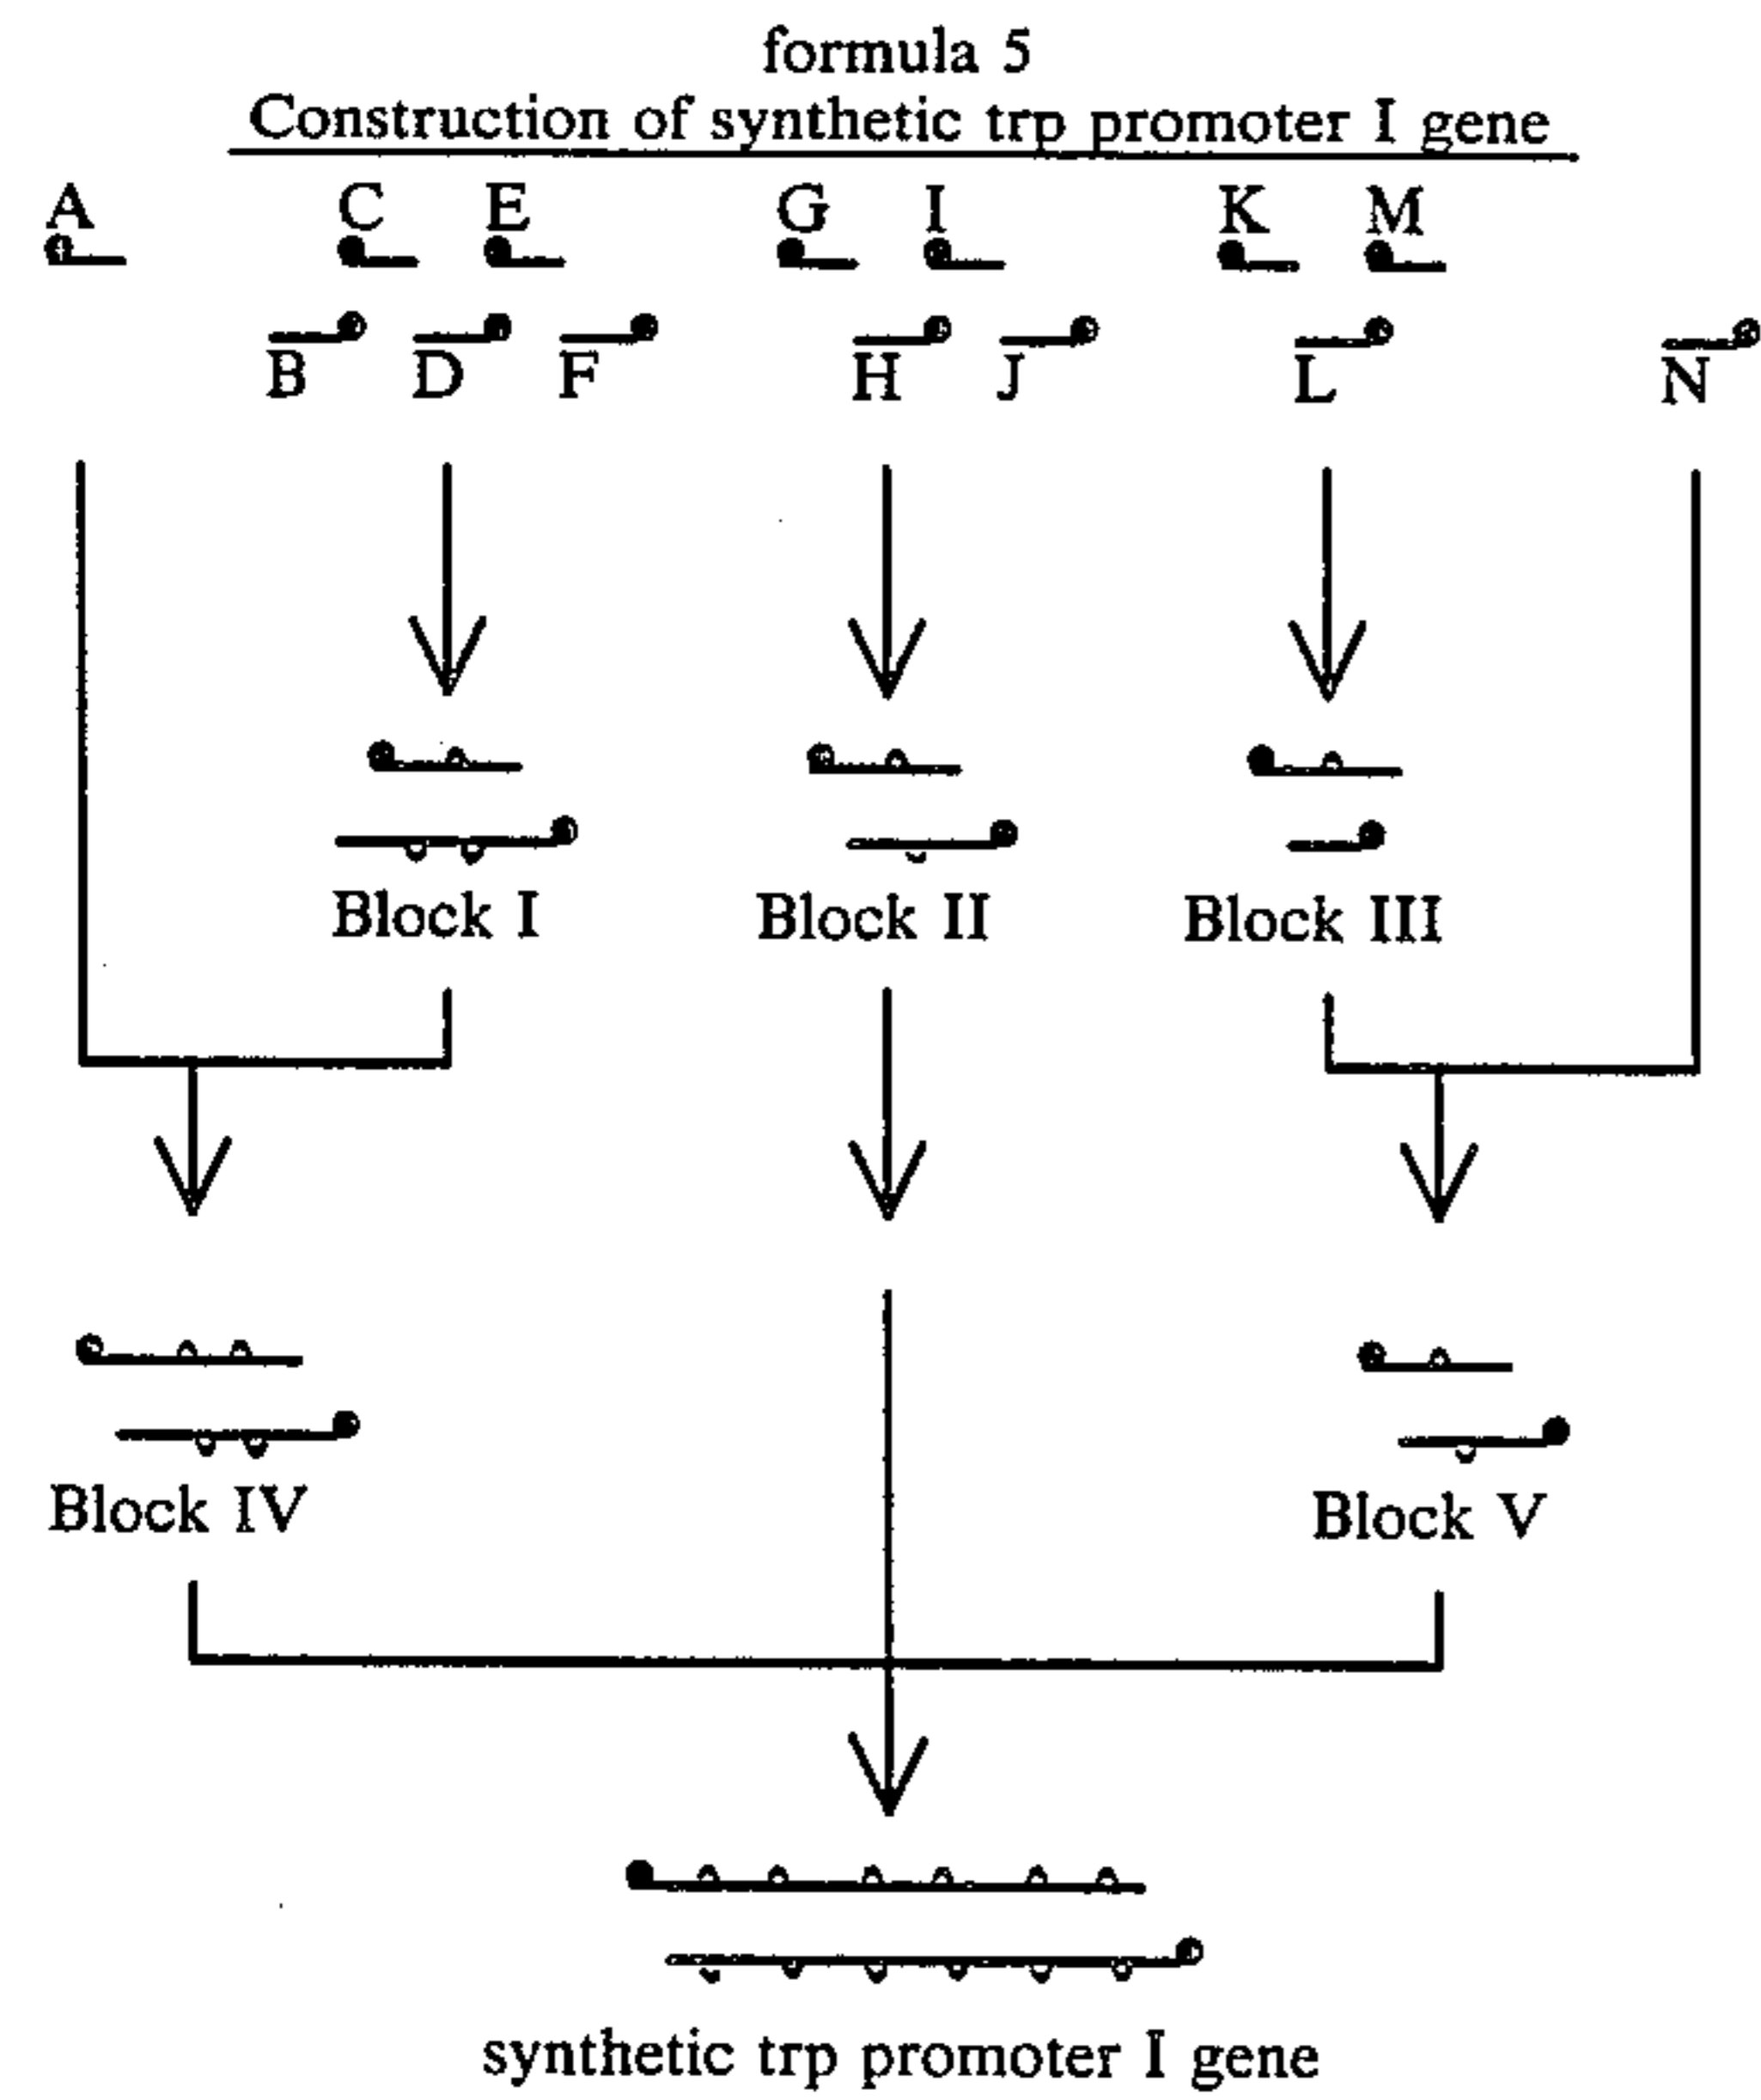 formula 5
Construction of synthetic trp promoter I gene
A C E G I K M
B D F H J L N
Block I Block II Block III
Block IV Block V
synthetic trp promoter I gene